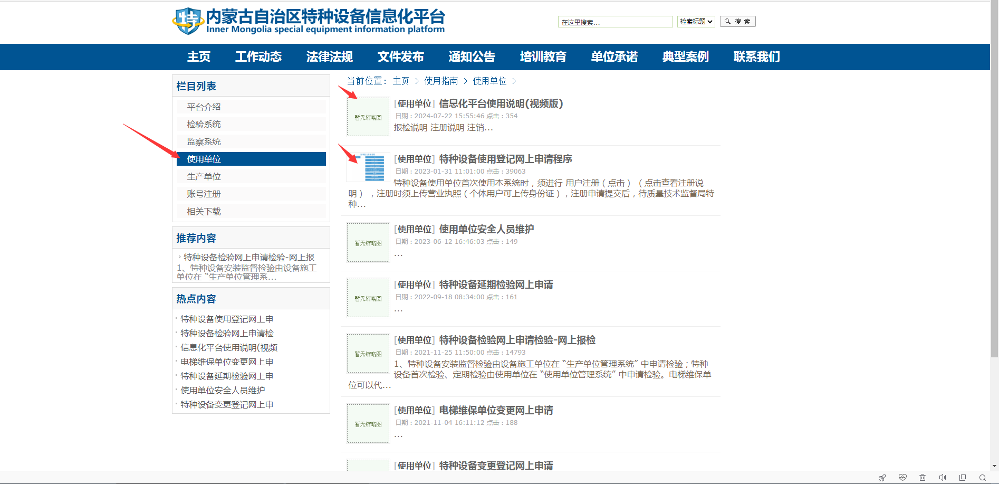 内蒙古自治区特种设备信息化平台
Inner Mongolia special equipment information platform
在这里搜索...
检索标题
搜 索
主页 工作动态 法律法规 文件发布 通知公告 培训教育 单位承诺 典型案例 联系我们
栏目列表
平台介绍
检验系统
监察系统
使用单位
生产单位
账号注册
相关下载
推荐内容
特种设备检验网上申请检验-网上报
1、特种设备安装监督检验由设备施工
单位在 “生产单位管理系...
热点内容
特种设备使用登记网上申
特种设备检验网上申请检
信息化平台使用说明(视频
电梯维保单位变更网上申
特种设备延期检验网上申
使用单位安全人员维护
特种设备变更登记网上申
当前位置: 主页 > 使用指南 > 使用单位 >
暂无缩略图
[使用单位] 信息化平台使用说明(视频版)
日期：2024-07-22 15:55:46 点击：354
报检说明 注册说明 注销...
[使用单位] 特种设备使用登记网上申请程序
日期：2023-01-31 11:01:00 点击：39063
特种设备使用单位首次使用本系统时，须进行 用户注册（点击）（点击查看注册说
明），注册时须上传营业执照（个体用户可上传身份证），注册申请提交后，待质量技术监督局特
种...
暂无缩略图
[使用单位] 使用单位安全人员维护
日期：2023-06-12 16:46:03 点击：149
...
暂无缩略图
[使用单位] 特种设备延期检验网上申请
日期：2022-09-18 08:34:00 点击：161
...
暂无缩略图
[使用单位] 特种设备检验网上申请检验-网上报检
日期：2021-11-25 11:50:00 点击：14793
1、特种设备安装监督检验由设备施工单位在 “生产单位管理系统” 中申请检验；特种
设备首次检验、定期检验由使用单位在 “使用单位管理系统” 中申请检验。电梯维保单
位可以代...
暂无缩略图
[使用单位] 电梯维保单位变更网上申请
日期：2021-11-04 16:11:12 点击：188
...
[使用单位] 特种设备变更登记网上申请